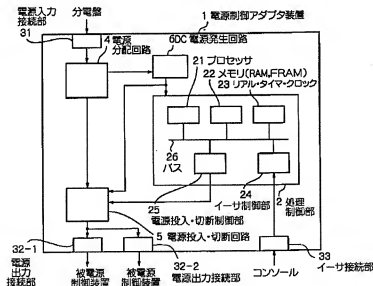 電源入力
接続部
31
分電盤
1 電源制御アダプタ装置
4 電源
分配回路
6DC 電源発生回路
21 プロセッサ
22 メモリ(RAM,FRAM)
23 リアル・タイマ・クロック
26
バス
25
24
イーサ制御部
2 処理
制御部
電源投入・切断制御部
5 電源投入・切断回路
32-1
電源
出力
接続部
被電源
制御装置
被電源
制御装置
32-2
電源出力接続部
33
イーサ接続部
コンソール